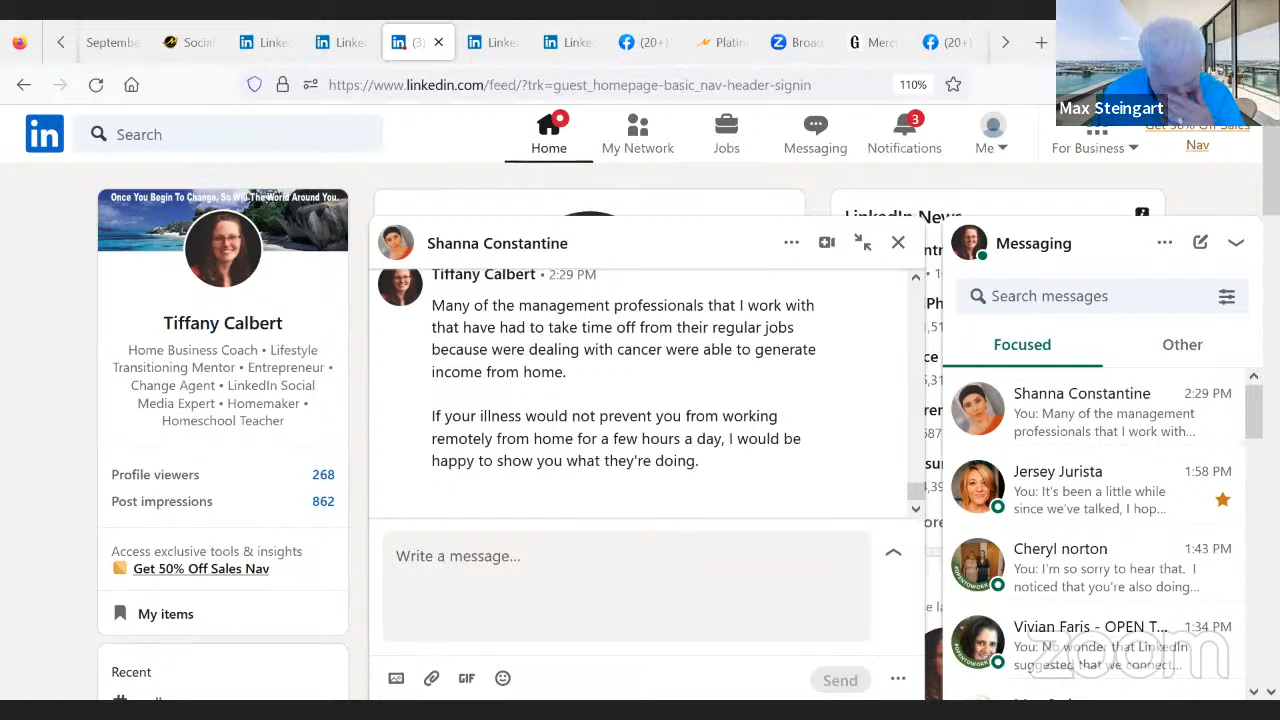 Septembe
Social
Linke
Linke
(3)
Linke
Linke
(20+)
Platin
Broad
Merc
(20+)
https://www.linkedin.com/feed/?trk=guest_homepage-basic_nav-header-signin
110%
Max Steingart
in
Search
Home
My Network
Jobs
Messaging
3
Notifications
Me
For Business
Get 50% Off Sales
Nav
Once You Begin To Change, So Will The World Around You.
Tiffany Calbert
Home Business Coach • Lifestyle
Transitioning Mentor • Entrepreneur •
Change Agent • LinkedIn Social
Media Expert • Homemaker •
Homeschool Teacher
Profile viewers 268
Post impressions 862
Access exclusive tools & insights
Get 50% Off Sales Nav
My items
Recent
LinkedIn News
Shanna Constantine
Tiffany Calbert • 2:29 PM
Many of the management professionals that I work with
that have had to take time off from their regular jobs
because were dealing with cancer were able to generate
income from home.
If your illness would not prevent you from working
remotely from home for a few hours a day, I would be
happy to show you what they're doing.
Write a message...
GIF
Send
Messaging
Search messages
Focused
Other
Shanna Constantine 2:29 PM
You: Many of the management
professionals that I work with...
Jersey Jurista 1:58 PM
You: It's been a little while
since we've talked, I hop...
Cheryl norton 1:43 PM
You: I'm so sorry to hear that. I
noticed that you're also doing...
Vivian Faris - OPEN T... 1:34 PM
You: No wonder that LinkedIn
suggested that we connect...
zoom